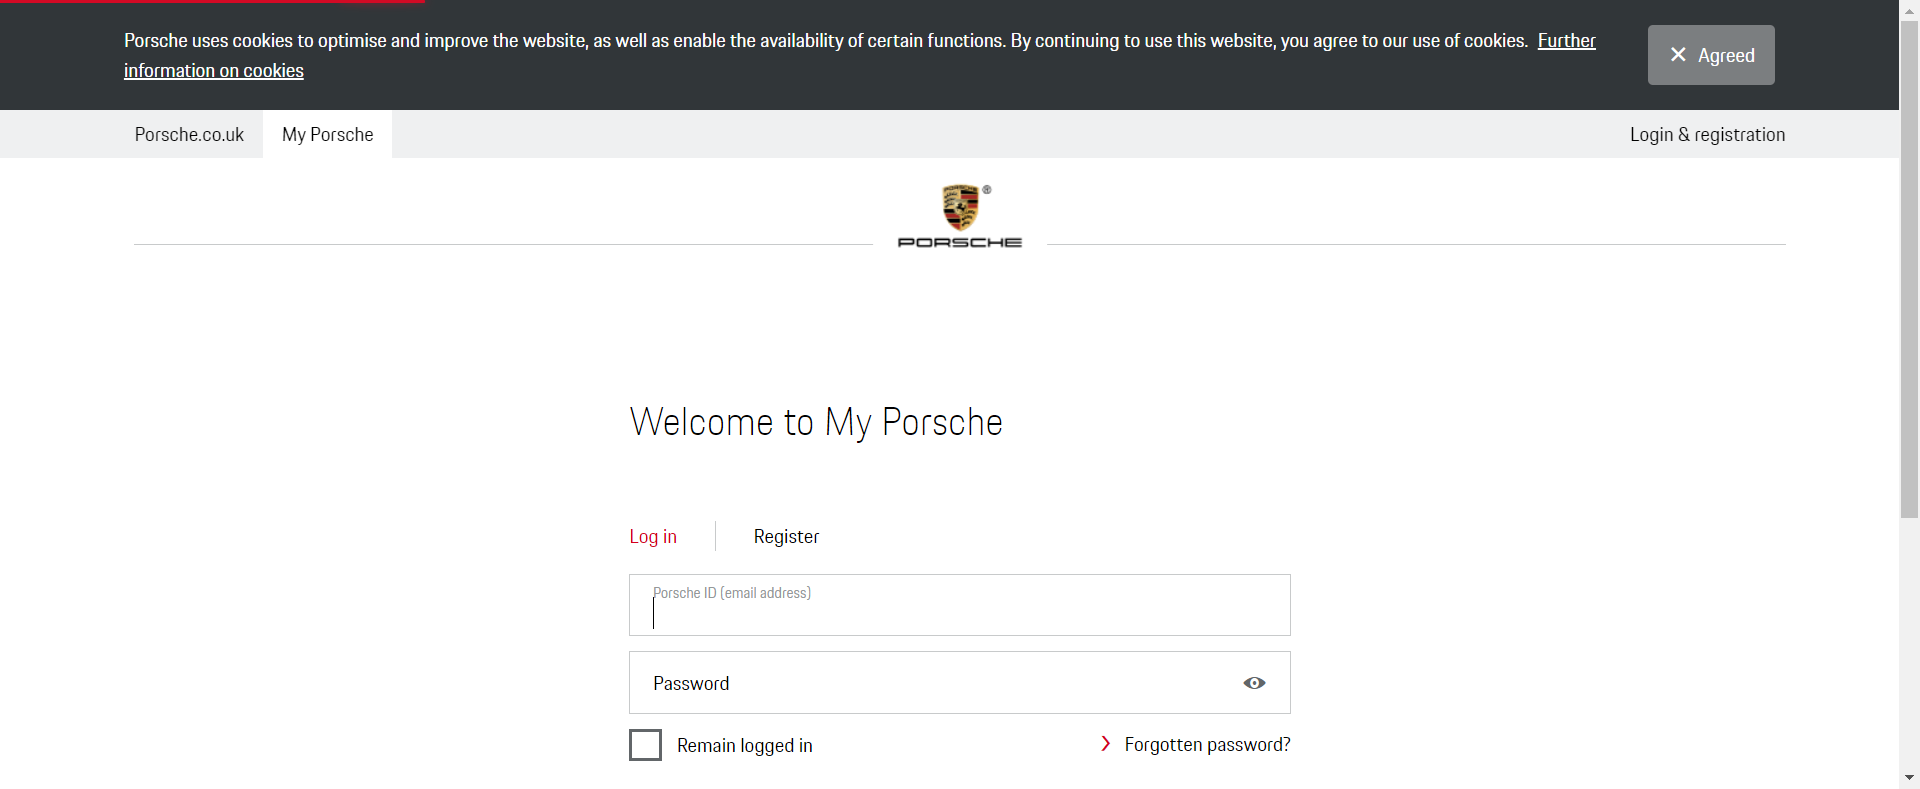 Porsche uses cookies to optimise and improve the website, as well as enable the availability of certain functions. By continuing to use this website, you agree to our use of cookies. Further
information on cookies
Agreed
Porsche.co.uk
My Porsche
Login & registration
PORSCHE
®
PORSCHE
Welcome to My Porsche
Log in
Register
Porsche ID (email address)
Password
Remain logged in
Forgotten password?